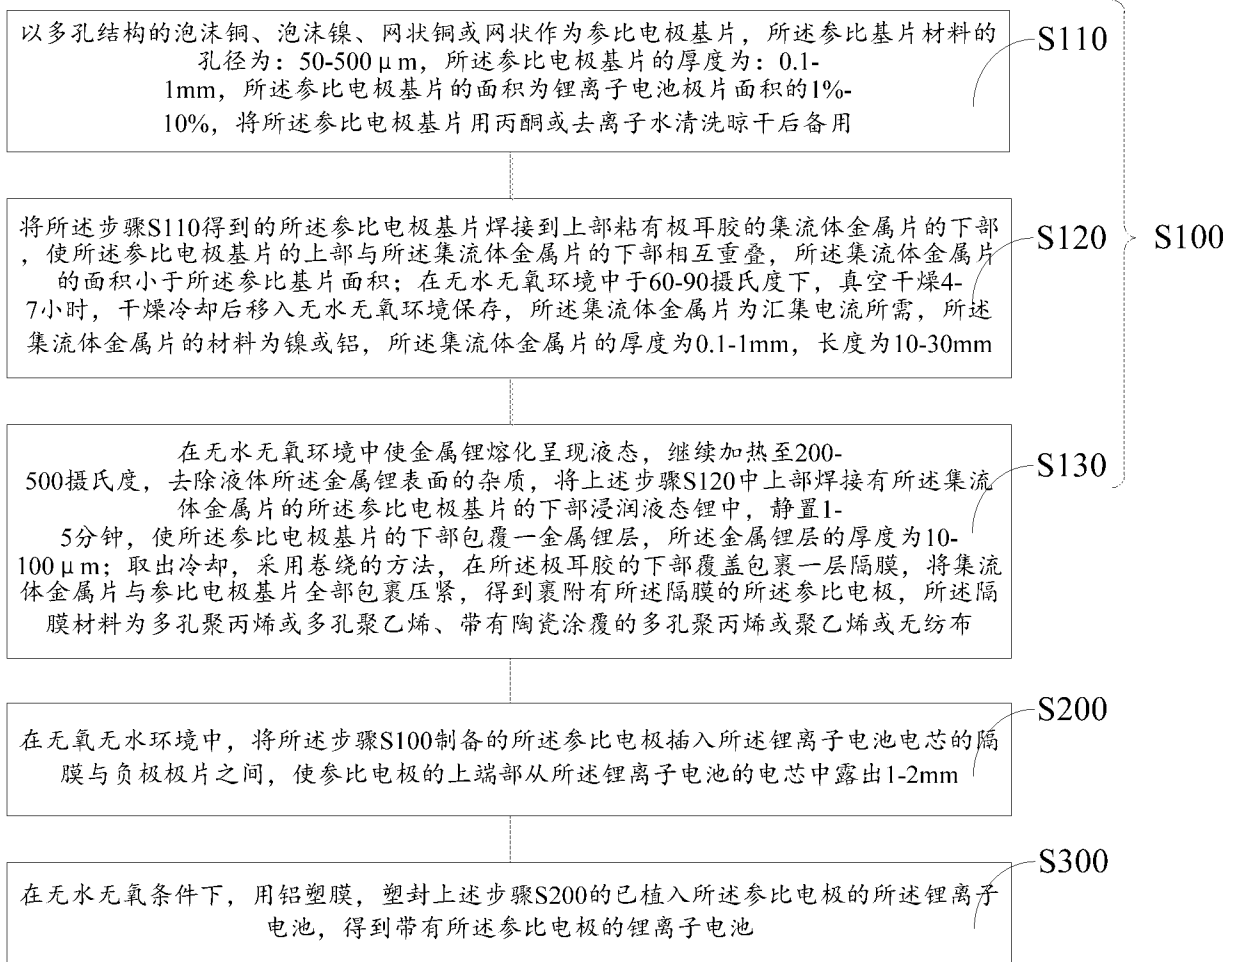 以多孔结构的泡沫铜、泡沫镍、网状铜或网状作为参比电极基片，所述参比基片材料的
孔径为：50-500μm，所述参比电极基片的厚度为：0.1-
1mm，所述参比电极基片的面积为锂离子电池极片面积的1%-
10%，将所述参比电极基片用丙酮或去离子水清洗晾干后备用
S110
将所述步骤S110得到的所述参比电极基片焊接到上部粘有极耳胶的集流体金属片的下部
，使所述参比电极基片的上部与所述集流体金属片的下部相互重叠，所述集流体金属片
的面积小于所述参比基片面积；在无水无氧环境中于60-90摄氏度下，真空干燥4-
7小时，干燥冷却后移入无水无氧环境保存，所述集流体金属片为汇集电流所需，所述
集流体金属片的材料为镍或铝，所述集流体金属片的厚度为0.1-1mm，长度为10-30mm
S120
S100
在无水无氧环境中使金属锂熔化呈现液态，继续加热至200-
500摄氏度，去除液体所述金属锂表面的杂质，将上述步骤S120中上部焊接有所述集流
体金属片的所述参比电极基片的下部浸润液态锂中，静置1-
5分钟，使所述参比电极基片的下部包覆一金属锂层，所述金属锂层的厚度为10-
100μm；取出冷却，采用卷绕的方法，在所述极耳胶的下部覆盖包裹一层隔膜，将集流
体金属片与参比电极基片全部包裹压紧，得到裹附有所述隔膜的所述参比电极，所述隔
膜材料为多孔聚丙烯或多孔聚乙烯、带有陶瓷涂覆的多孔聚丙烯或聚乙烯或无纺布
S130
在无氧无水环境中，将所述步骤S100制备的所述参比电极插入所述锂离子电池电芯的隔
膜与负极极片之间，使参比电极的上端部从所述锂离子电池的电芯中露出1-2mm
S200
在无水无氧条件下，用铝塑膜，塑封上述步骤S200的已植入所述参比电极的所述锂离子
电池，得到带有所述参比电极的锂离子电池
S300